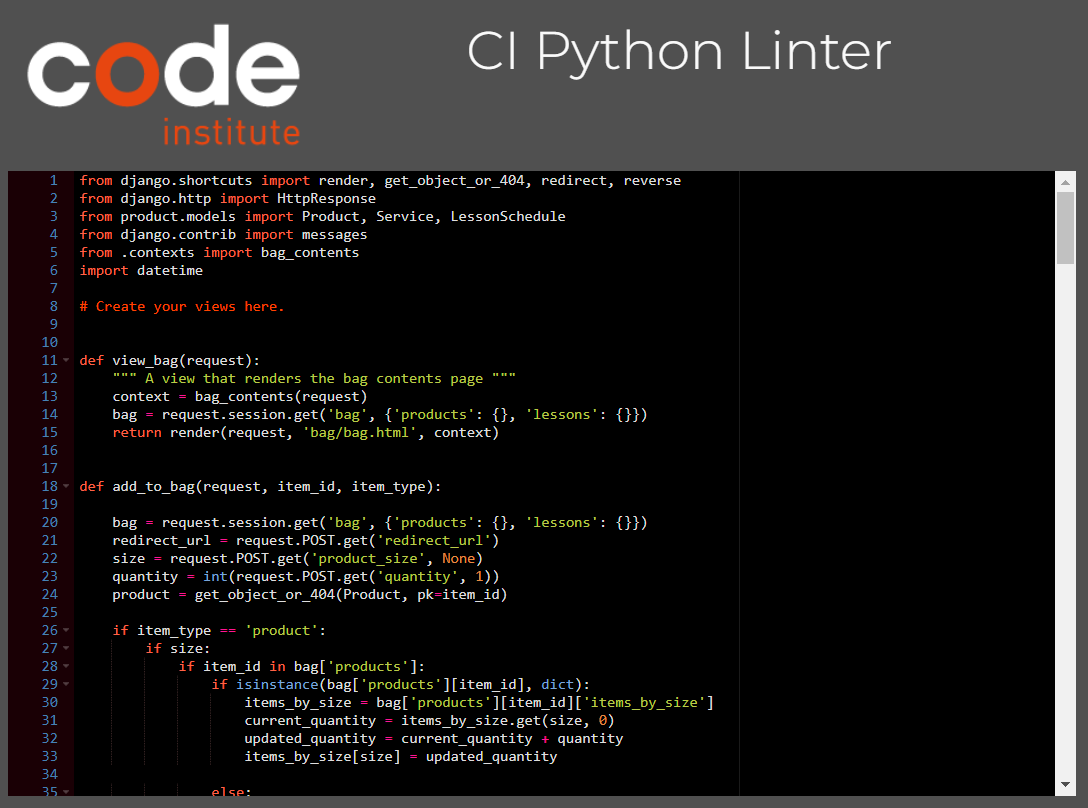 code
institute
CI Python Linter
1 from django.shortcuts import render, get_object_or_404, redirect, reverse
2 from django.http import HttpResponse
3 from product.models import Product, Service, LessonSchedule
4 from django.contrib import messages
5 from .contexts import bag_contents
6 import datetime
7
8 # Create your views here.
9
10
11 def view_bag(request):
12     """ A view that renders the bag contents page """
13     context = bag_contents(request)
14     bag = request.session.get('bag', {'products': {}, 'lessons': {}})
15     return render(request, 'bag/bag.html', context)
16
17
18 def add_to_bag(request, item_id, item_type):
19
20     bag = request.session.get('bag', {'products': {}, 'lessons': {}})
21     redirect_url = request.POST.get('redirect_url')
22     size = request.POST.get('product_size', None)
23     quantity = int(request.POST.get('quantity', 1))
24     product = get_object_or_404(Product, pk=item_id)
25
26     if item_type == 'product':
27         if size:
28             if item_id in bag['products']:
29                 if isinstance(bag['products'][item_id], dict):
30                     items_by_size = bag['products'][item_id]['items_by_size']
31                     current_quantity = items_by_size.get(size, 0)
32                     updated_quantity = current_quantity + quantity
33                     items_by_size[size] = updated_quantity
34
35                 else: